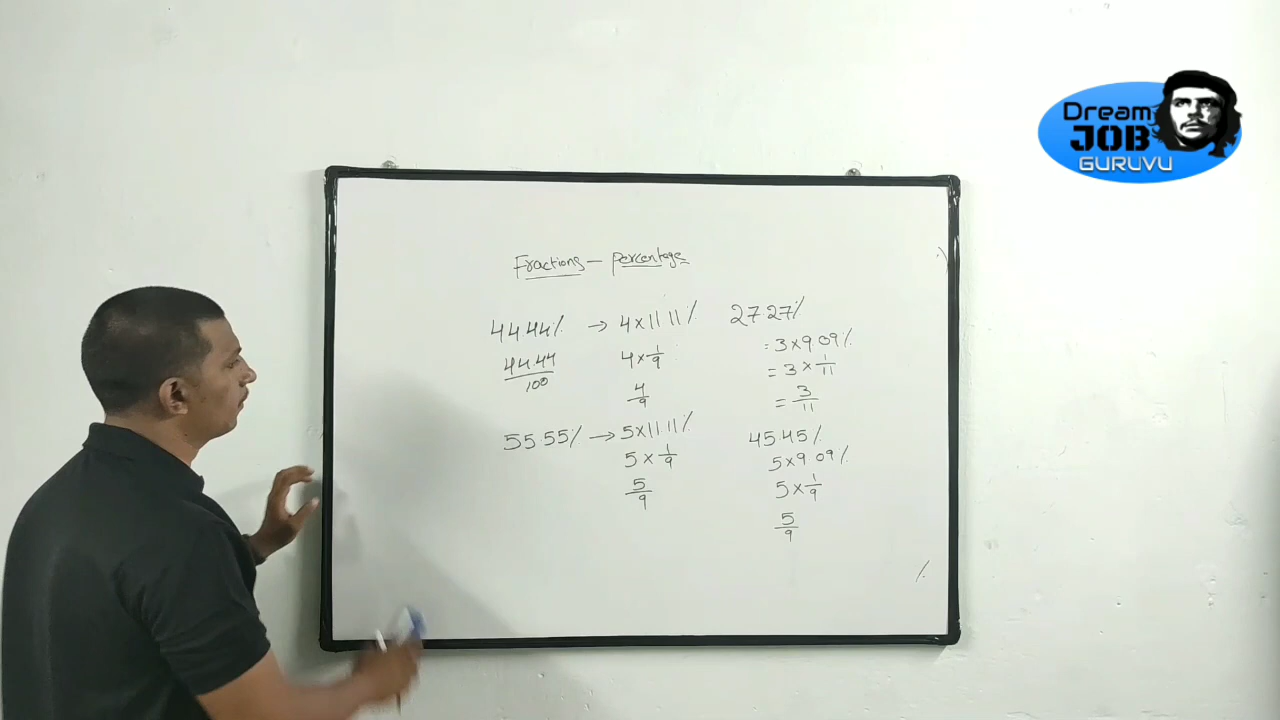 Dream
JOB
GURUVU
Fractions - percentage
44 44% → 4×11 11%
44.44/100
4×1/9
4/9
55 55% → 5×11 11%
5×1/9
5/9
27 27%
= 3×9 09%
= 3×1/11
= 3/11
45 45%
5×9 09%
5×1/9
5/9